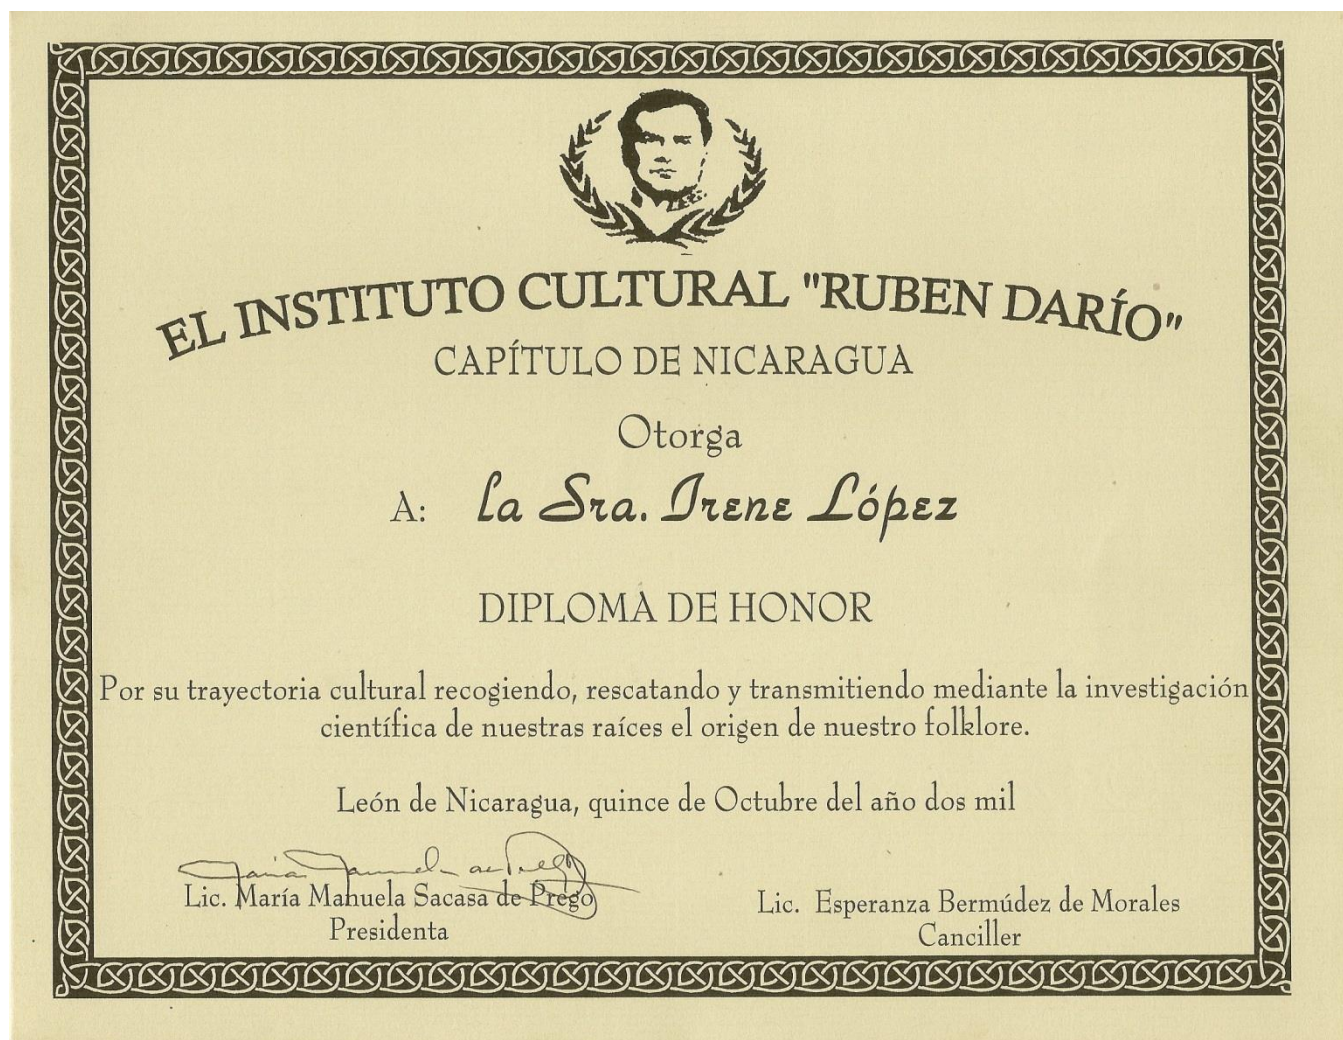 EL INSTITUTO CULTURAL "RUBEN DARÍO"
CAPÍTULO DE NICARAGUA
Otorga
A: la Sra. Irene López
DIPLOMA DE HONOR
Por su trayectoria cultural recogiendo, rescatando y transmitiendo mediante la investigación
científica de nuestras raíces el origen de nuestro folklore.
León de Nicaragua, quince de Octubre del año dos mil
Lic. María Mahuela Sacasa de Prego
Presidenta
Lic. Esperanza Bermúdez de Morales
Canciller